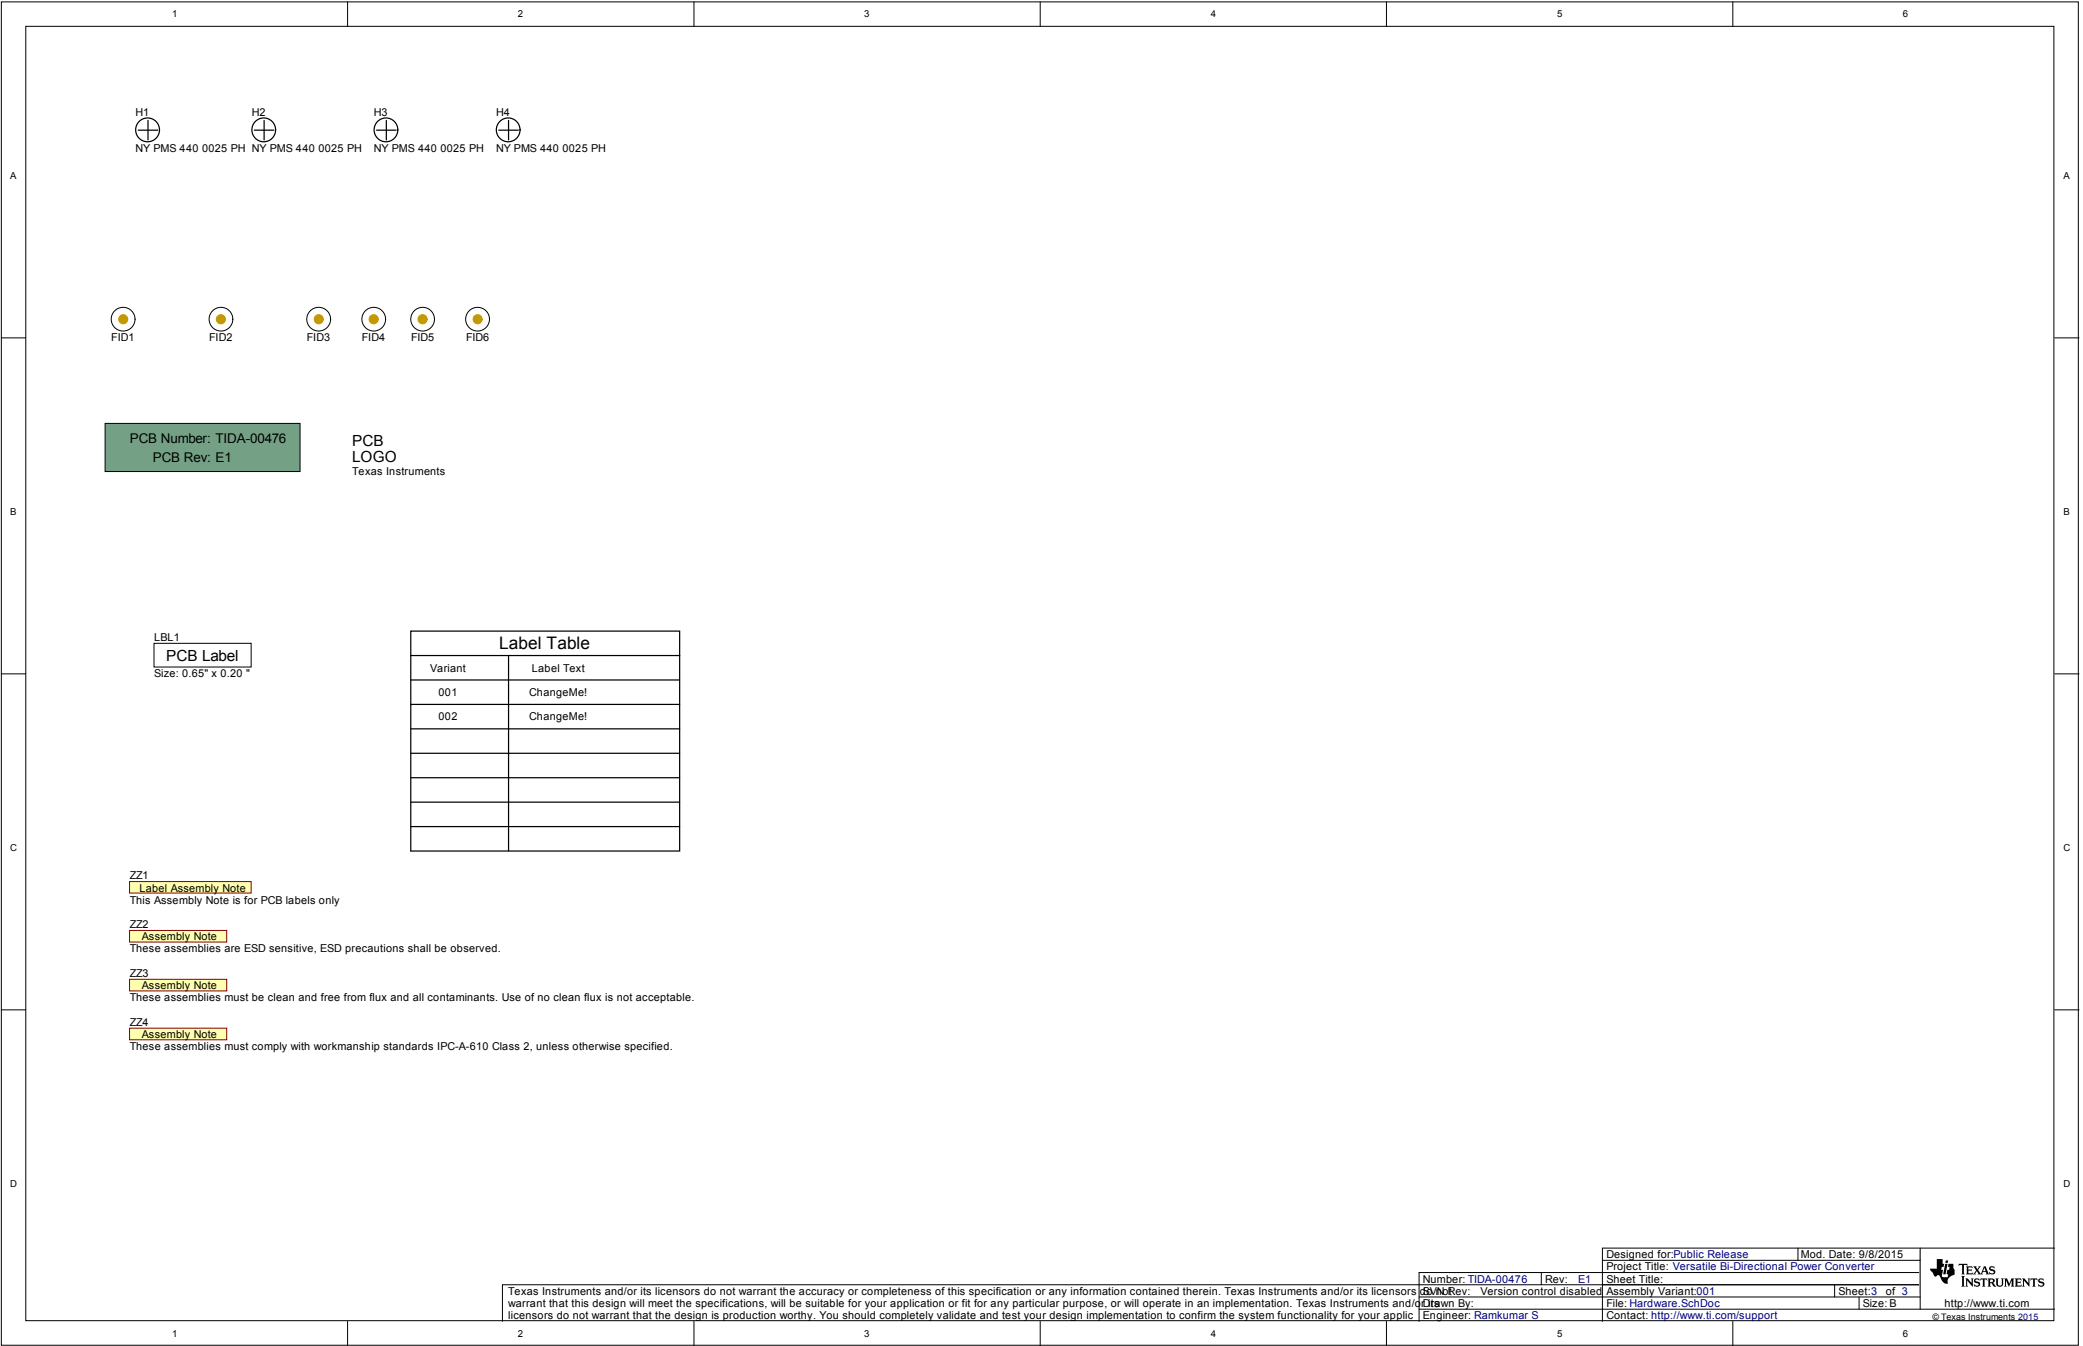 1 2 3 4 5 6
H1 H2 H3 H4
NY PMS 440 0025 PH NY PMS 440 0025 PH NY PMS 440 0025 PH NY PMS 440 0025 PH
A A
FID1 FID2 FID3 FID4 FID5 FID6
PCB Number: TIDA-00476
PCB Rev: E1
PCB
LOGO
Texas Instruments
B B
LBL1
PCB Label
Size: 0.65" x 0.20 "
Label Table
Variant Label Text
001 ChangeMe!
002 ChangeMe!
C C
ZZ1
Label Assembly Note
This Assembly Note is for PCB labels only
ZZ2
Assembly Note
These assemblies are ESD sensitive, ESD precautions shall be observed.
ZZ3
Assembly Note
These assemblies must be clean and free from flux and all contaminants. Use of no clean flux is not acceptable.
ZZ4
Assembly Note
These assemblies must comply with workmanship standards IPC-A-610 Class 2, unless otherwise specified.
D D
Texas Instruments and/or its licensors do not warrant the accuracy or completeness of this specification or any information contained therein. Texas Instruments and/or its licensors do not
warrant that this design will meet the specifications, will be suitable for your application or fit for any particular purpose, or will operate in an implementation. Texas Instruments and/or its
licensors do not warrant that the design is production worthy. You should completely validate and test your design implementation to confirm the system functionality for your applic
Number: TIDA-00476 Rev: E1
SVN Rev: Version control disabled
Drawn By:
Engineer: Ramkumar S
Designed for: Public Release Mod. Date: 9/8/2015
Project Title: Versatile Bi-Directional Power Converter
Sheet Title:
Assembly Variant: 001 Sheet: 3 of 3
File: Hardware.SchDoc Size: B
Contact: http://www.ti.com/support
TEXAS
INSTRUMENTS
http://www.ti.com
© Texas Instruments 2015
1 2 3 4 5 6